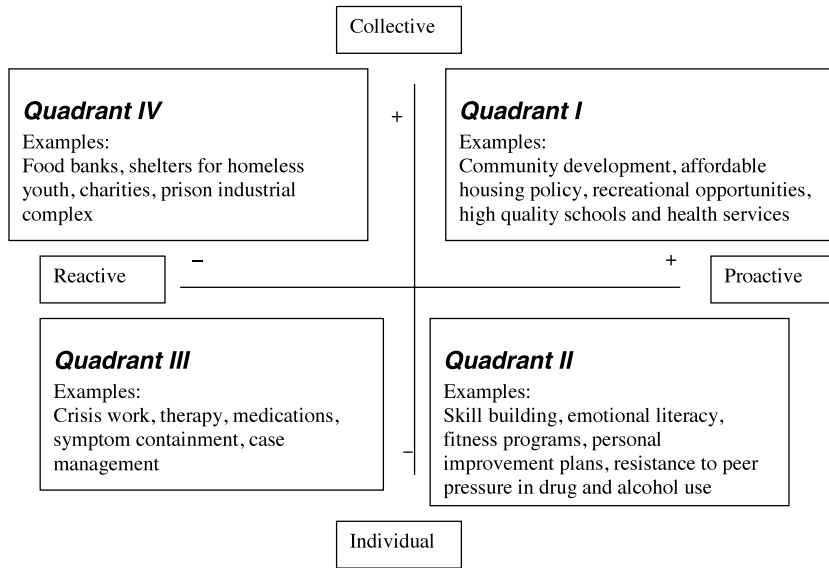 Collective
Quadrant IV
Examples:
Food banks, shelters for homeless
youth, charities, prison industrial
complex
+
Quadrant I
Examples:
Community development, affordable
housing policy, recreational opportunities,
high quality schools and health services
Reactive
–
+
Proactive
Quadrant III
Examples:
Crisis work, therapy, medications,
symptom containment, case
management
–
Quadrant II
Examples:
Skill building, emotional literacy,
fitness programs, personal
improvement plans, resistance to peer
pressure in drug and alcohol use
Individual